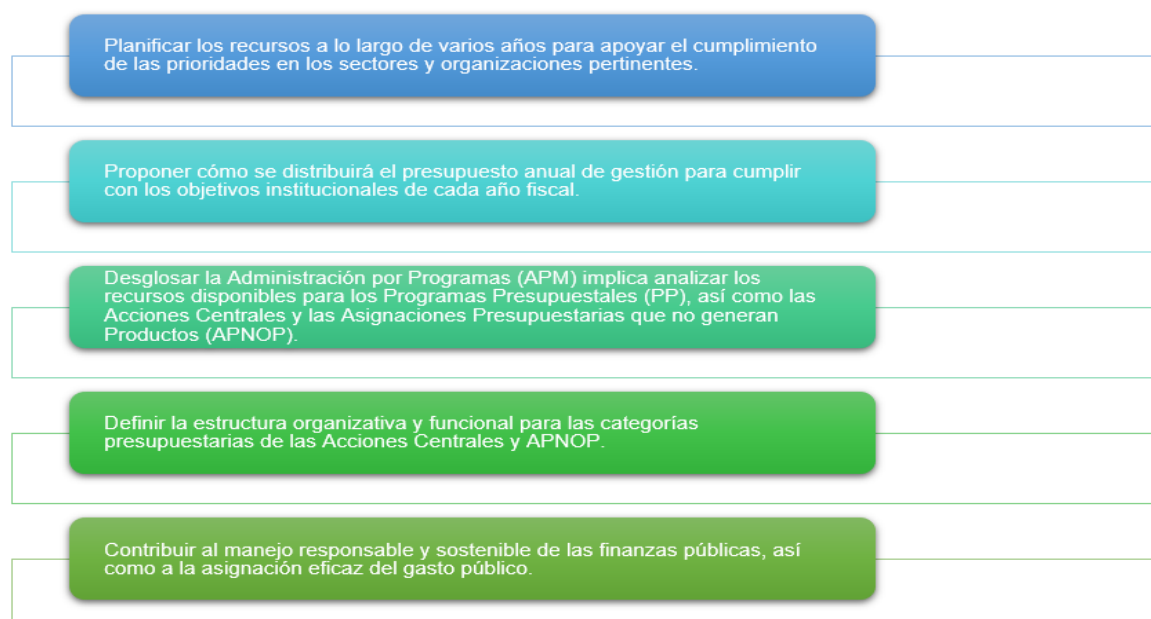 Planificar los recursos a lo largo de varios años para apoyar el cumplimiento
de las prioridades en los sectores y organizaciones pertinentes.
Proponer cómo se distribuirá el presupuesto anual de gestión para cumplir
con los objetivos institucionales de cada año fiscal.
Desglosar la Administración por Programas (APM) implica analizar los
recursos disponibles para los Programas Presupuestales (PP), así como las
Acciones Centrales y las Asignaciones Presupuestarias que no generan
Productos (APNOP).
Definir la estructura organizativa y funcional para las categorías
presupuestarias de las Acciones Centrales y APNOP.
Contribuir al manejo responsable y sostenible de las finanzas públicas, así
como a la asignación eficaz del gasto público.